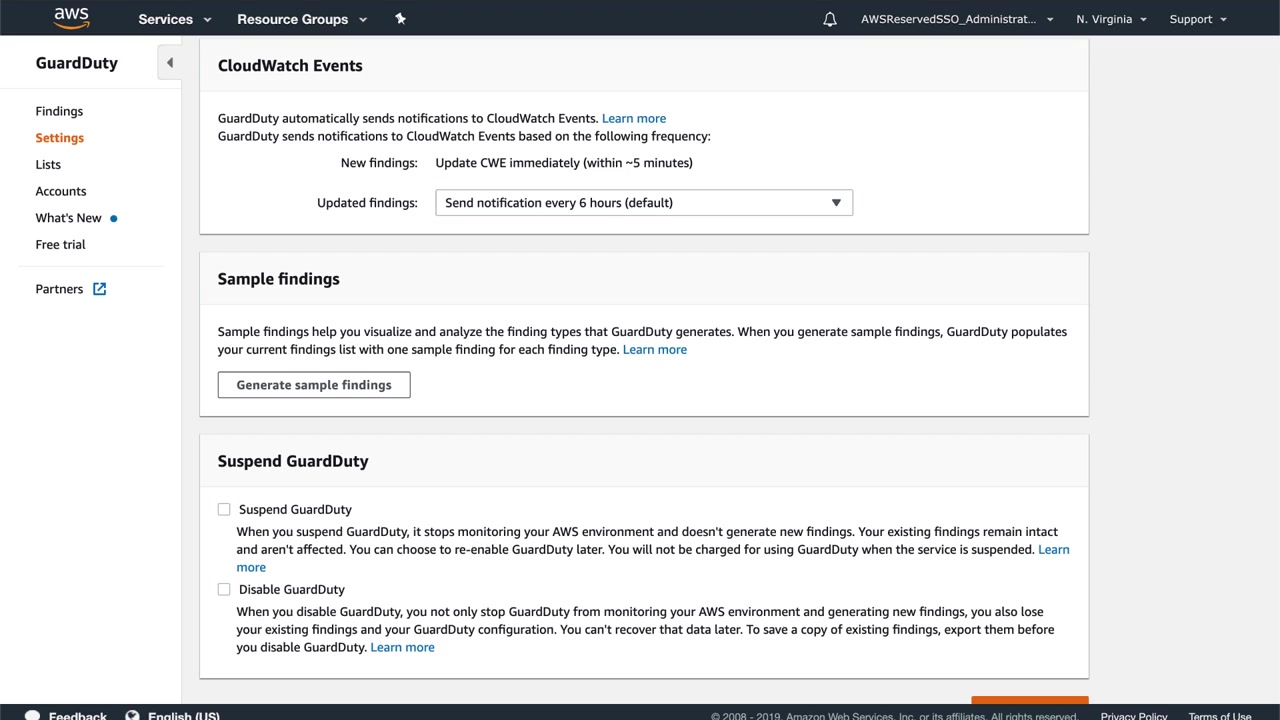 aws
Services
Resource Groups
AWSReservedSSO_Administrat...
N. Virginia
Support
GuardDuty
Findings
Settings
Lists
Accounts
What's New
Free trial
Partners
CloudWatch Events
GuardDuty automatically sends notifications to CloudWatch Events. Learn more
GuardDuty sends notifications to CloudWatch Events based on the following frequency:
New findings: Update CWE immediately (within ~5 minutes)
Updated findings: Send notification every 6 hours (default)
Sample findings
Sample findings help you visualize and analyze the finding types that GuardDuty generates. When you generate sample findings, GuardDuty populates
your current findings list with one sample finding for each finding type. Learn more
Generate sample findings
Suspend GuardDuty
Suspend GuardDuty
When you suspend GuardDuty, it stops monitoring your AWS environment and doesn't generate new findings. Your existing findings remain intact
and aren't affected. You can choose to re-enable GuardDuty later. You will not be charged for using GuardDuty when the service is suspended. Learn
more
Disable GuardDuty
When you disable GuardDuty, you not only stop GuardDuty from monitoring your AWS environment and generating new findings, you also lose
your existing findings and your GuardDuty configuration. You can't recover that data later. To save a copy of existing findings, export them before
you disable GuardDuty. Learn more
Feedback
English (US)
© 2008 - 2019, Amazon Web Services, Inc. or its affiliates. All rights reserved.
Privacy Policy
Terms of Use